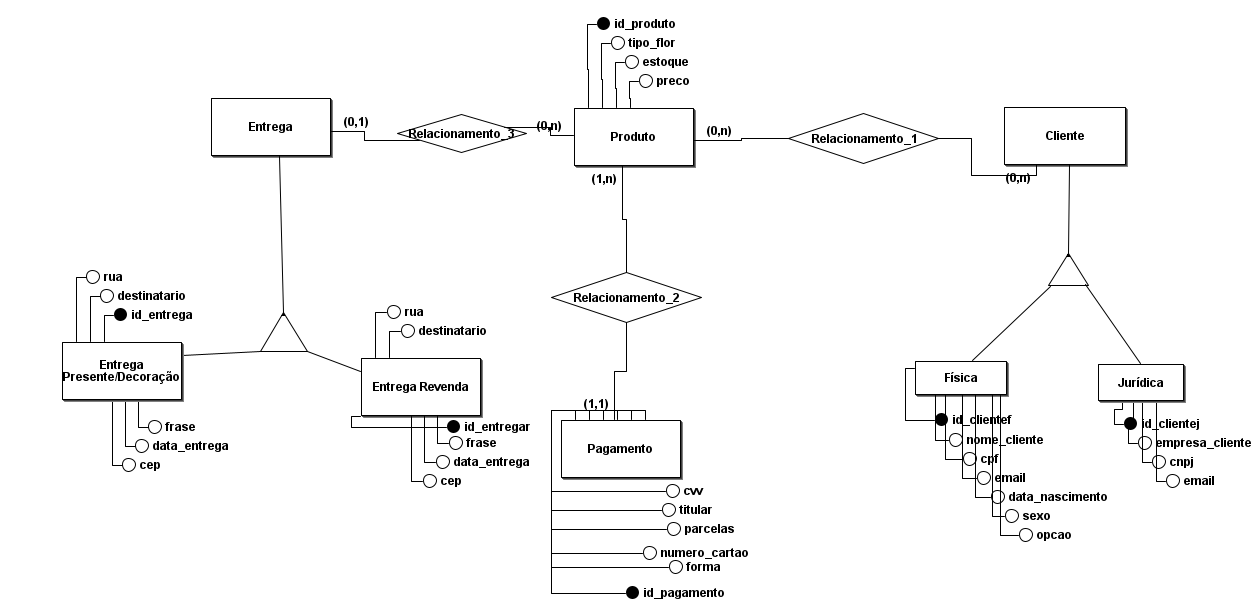 id_produto
tipo_flor
estoque
preco
Entrega
(0,1)
Relacionamento_3
(0,n)
Produto
(0,n)
Relacionamento_1
(0,n)
Cliente
(1,n)
rua
destinatario
id_entrega
Entrega
Presente/Decoração
frase
data_entrega
cep
rua
destinatario
Entrega Revenda
id_entregar
frase
data_entrega
cep
Relacionamento_2
(1,1)
Pagamento
cvv
titular
parcelas
numero_cartao
forma
id_pagamento
Física
id_clientef
nome_cliente
cpf
email
data_nascimento
sexo
opcao
Jurídica
id_clientej
empresa_cliente
cnpj
email